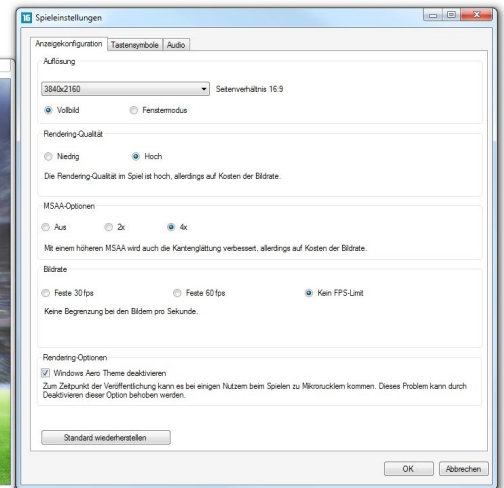 16 Spieleinstellungen
Anzeigekonfiguration Tastensymbole Audio
Auflösung
3840x2160 Seitenverhältnis 16:9
Vollbild Fenstermodus
Rendering-Qualität
Niedrig Hoch
Die Rendering-Qualität im Spiel ist hoch, allerdings auf Kosten der Bildrate.
MSAA-Optionen
Aus 2x 4x
Mit einem höheren MSAA wird auch die Kantenglättung verbessert, allerdings auf Kosten der Bildrate.
Bildrate
Feste 30 fps Feste 60 fps Kein FPS-Limit
Keine Begrenzung bei den Bildern pro Sekunde.
Rendering-Optionen
Windows Aero Theme deaktivieren
Zum Zeitpunkt der Veröffentlichung kann es bei einigen Nutzern beim Spielen zu Mikrorucklern kommen. Dieses Problem kann durch
Deaktivieren dieser Option behoben werden.
Standard wiederherstellen
OK Abbrechen